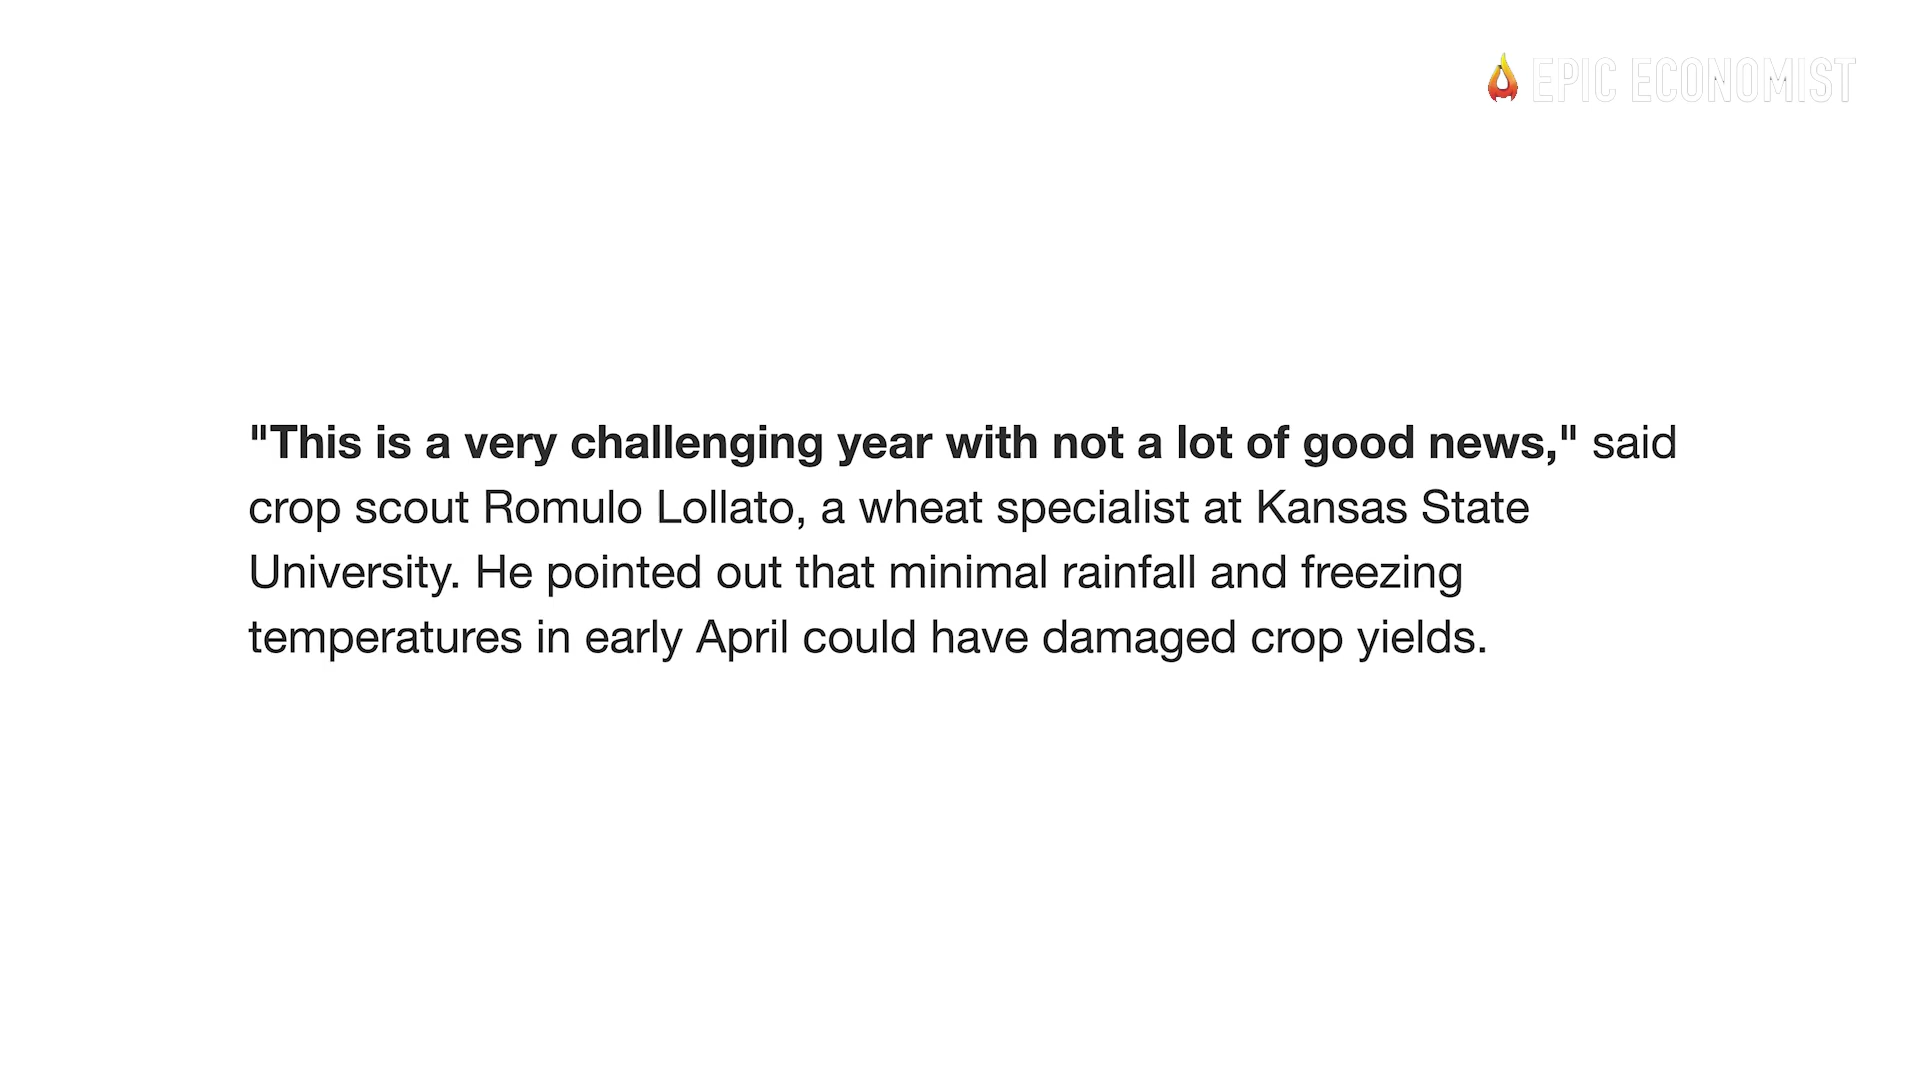 EPIC ECONOMIST
"This is a very challenging year with not a lot of good news," said
crop scout Romulo Lollato, a wheat specialist at Kansas State
University. He pointed out that minimal rainfall and freezing
temperatures in early April could have damaged crop yields.